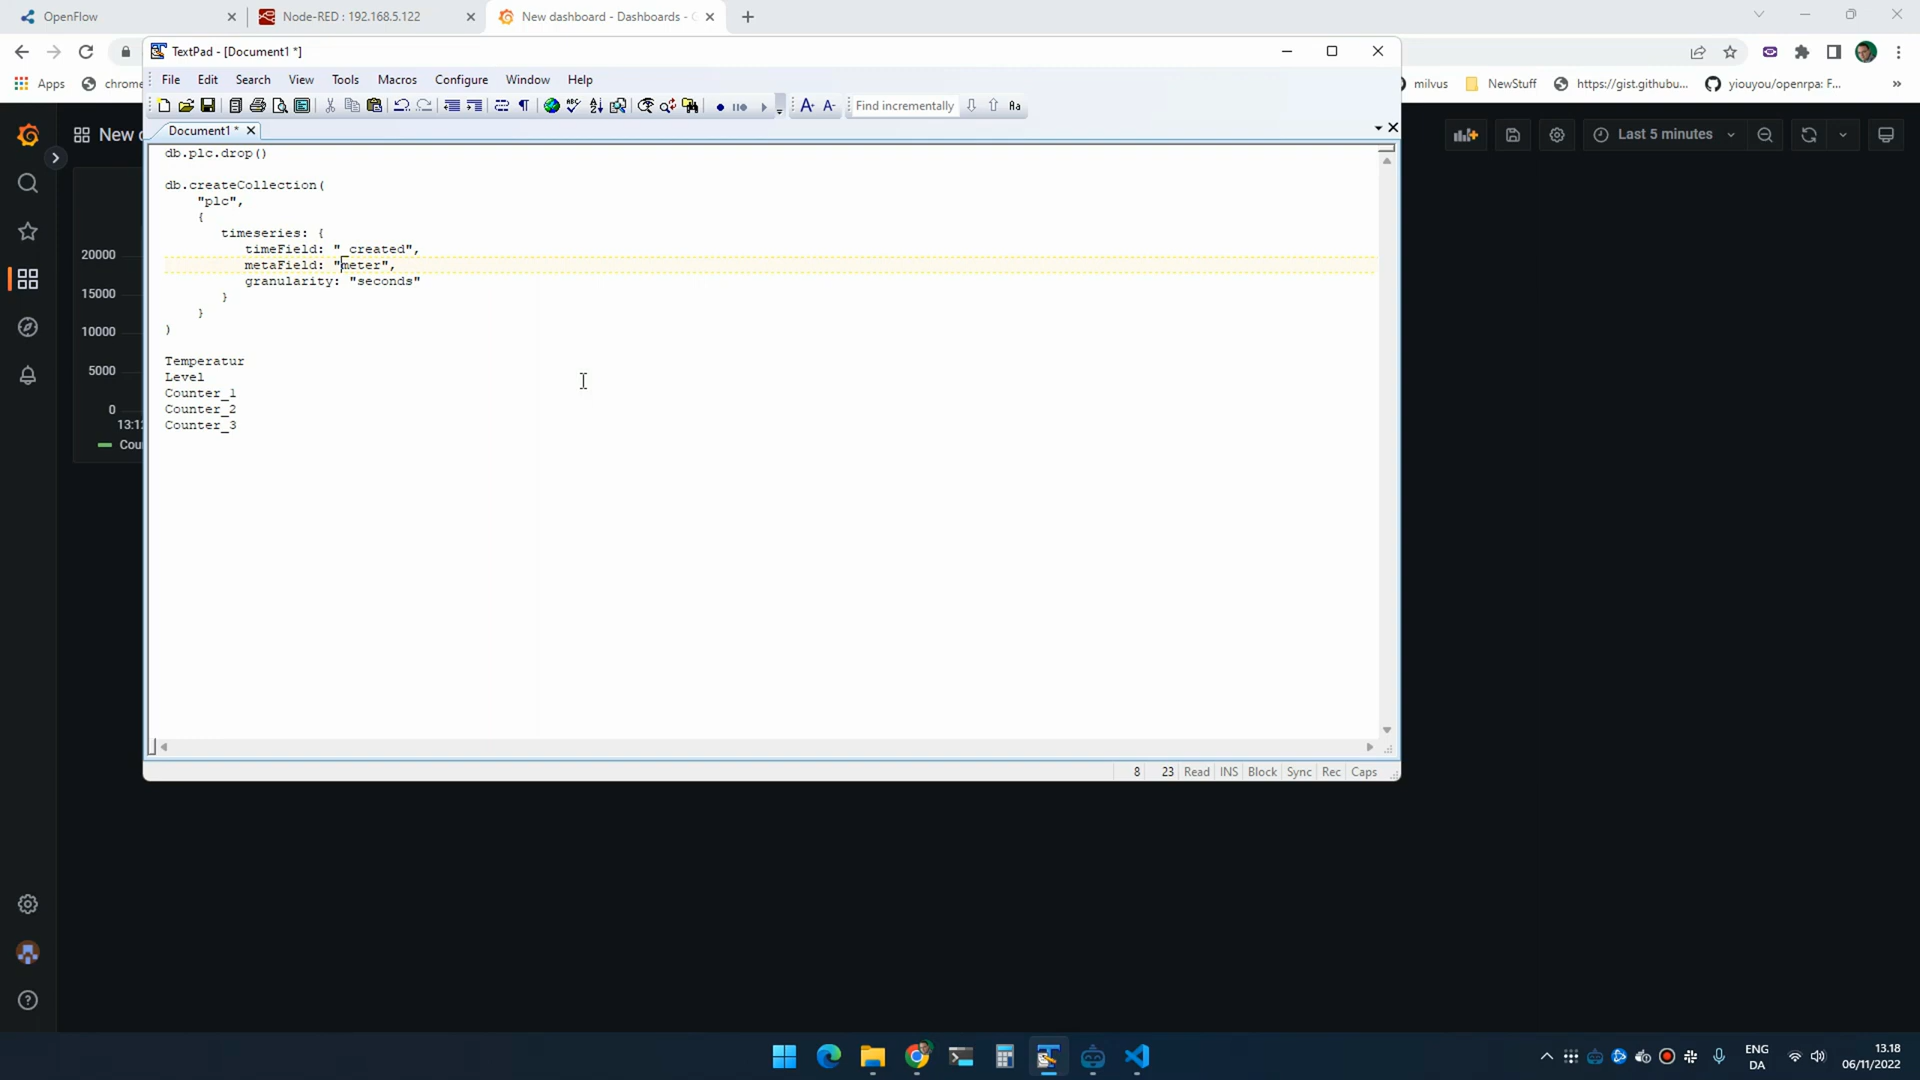 OpenFlow
Node-RED : 192.168.5.122
New dashboard - Dashboards -
TextPad - [Document1 *]
File Edit Search View Tools Macros Configure Window Help
Apps
milvus
NewStuff
https://gist.githubu...
yiouyou/openrpa: F...
»
Find incrementally
Document1 *
New
Last 5 minutes
db.plc.drop()
db.createCollection(
"plc",
{
timeseries: {
timeField: "_created",
metaField: "meter",
granularity: "seconds"
}
}
)
Temperatur
Level
Counter_1
Counter_2
Counter_3
20000
15000
10000
5000
0
8 23 Read INS Block Sync Rec Caps
ENG
DA
13.18
06/11/2022